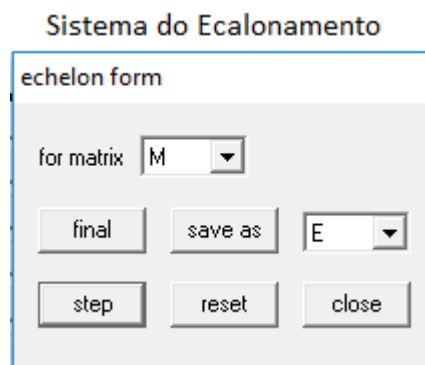 Sistema do Ecalonamento
echelon form
for matrix M
final save as E
step reset close